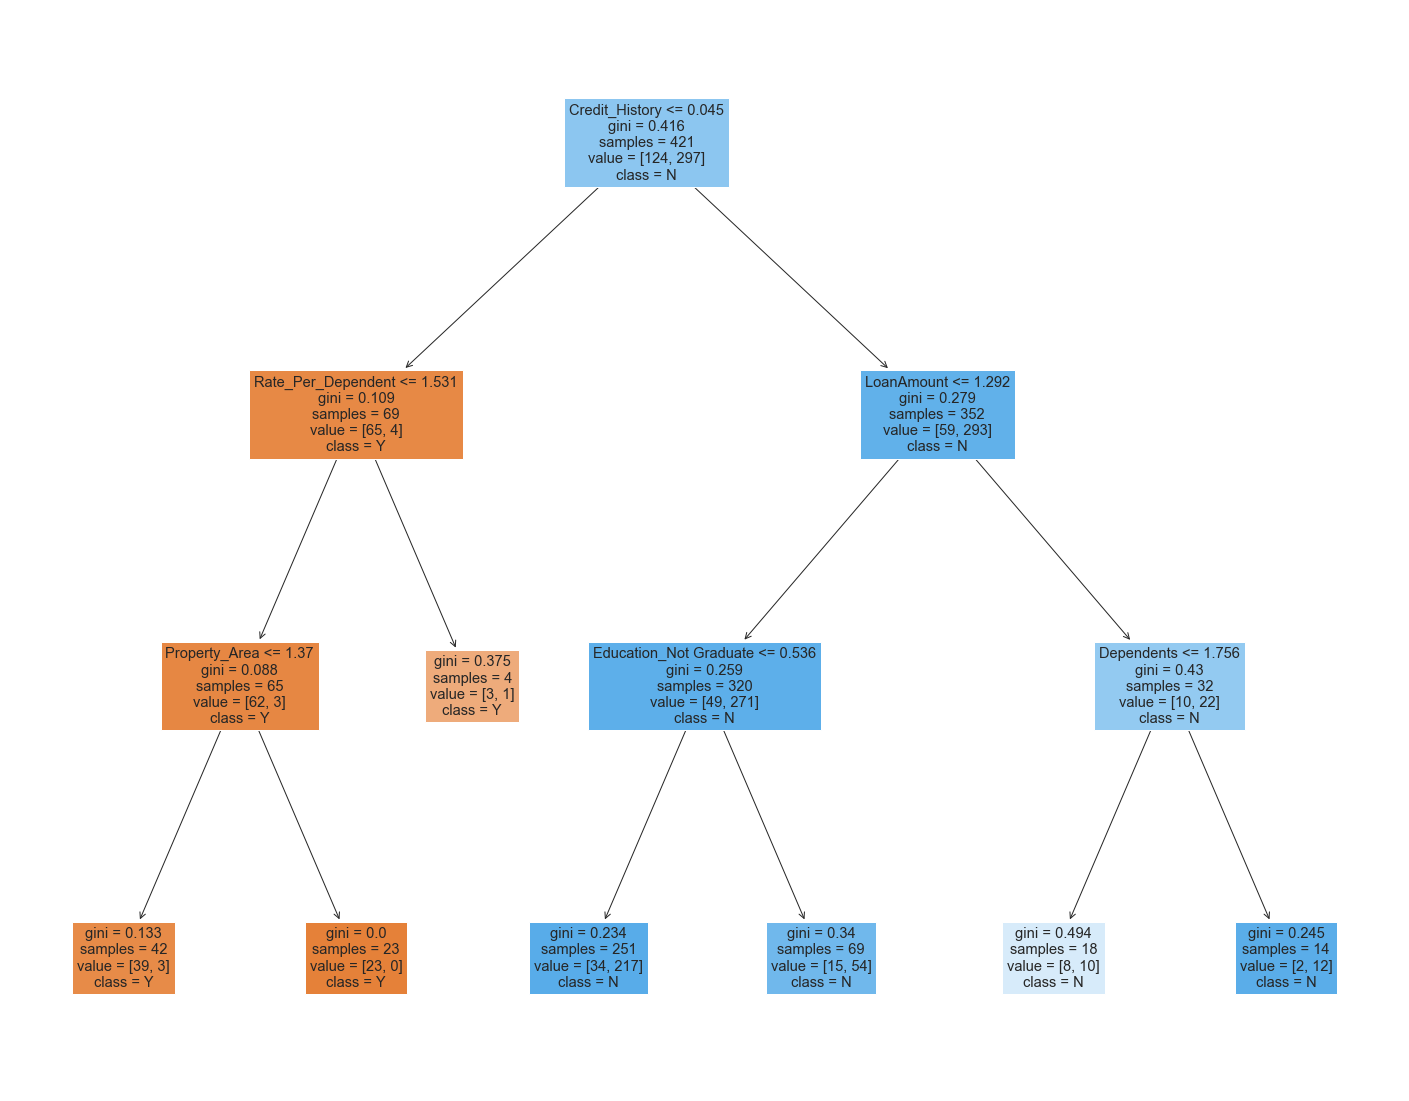 Credit_History <= 0.045
gini = 0.416
samples = 421
value = [124, 297]
class = N
Rate_Per_Dependent <= 1.531
gini = 0.109
samples = 69
value = [65, 4]
class = Y
LoanAmount <= 1.292
gini = 0.279
samples = 352
value = [59, 293]
class = N
Property_Area <= 1.37
gini = 0.088
samples = 65
value = [62, 3]
class = Y
gini = 0.375
samples = 4
value = [3, 1]
class = Y
Education_Not Graduate <= 0.536
gini = 0.259
samples = 320
value = [49, 271]
class = N
Dependents <= 1.756
gini = 0.43
samples = 32
value = [10, 22]
class = N
gini = 0.133
samples = 42
value = [39, 3]
class = Y
gini = 0.0
samples = 23
value = [23, 0]
class = Y
gini = 0.234
samples = 251
value = [34, 217]
class = N
gini = 0.34
samples = 69
value = [15, 54]
class = N
gini = 0.494
samples = 18
value = [8, 10]
class = N
gini = 0.245
samples = 14
value = [2, 12]
class = N